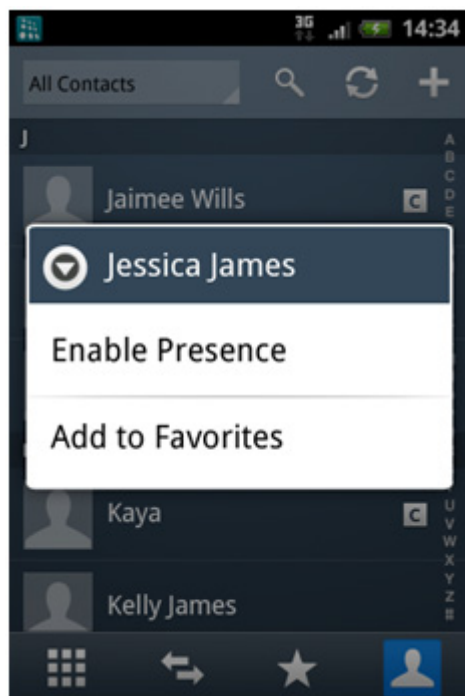 3G 14:34
All Contacts
J
Jaimee Wills C
Jessica James
Enable Presence
Add to Favorites
Kaya C
Kelly James
A
B
C
D
E
U
V
W
X
Y
Z
#